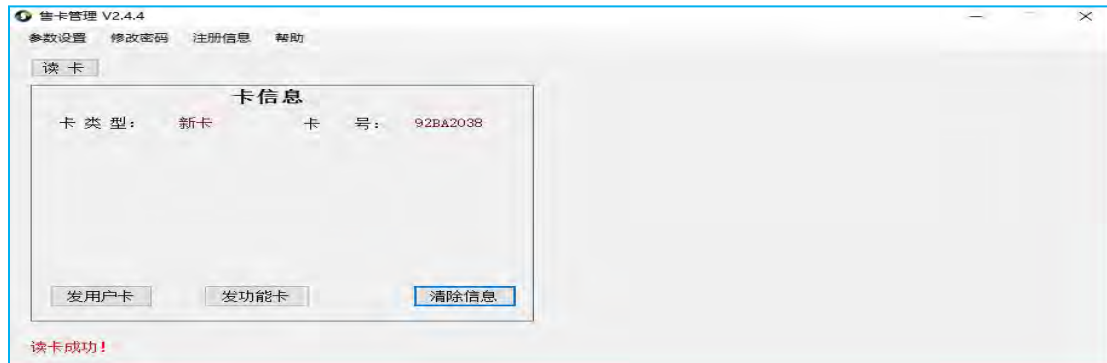 售卡管理 V2.4.4
参数设置 修改密码 注册信息 帮助
读 卡
卡信息
卡 类 型： 新卡 卡 号： 92BA2038
发用户卡 发功能卡 清除信息
读卡成功！